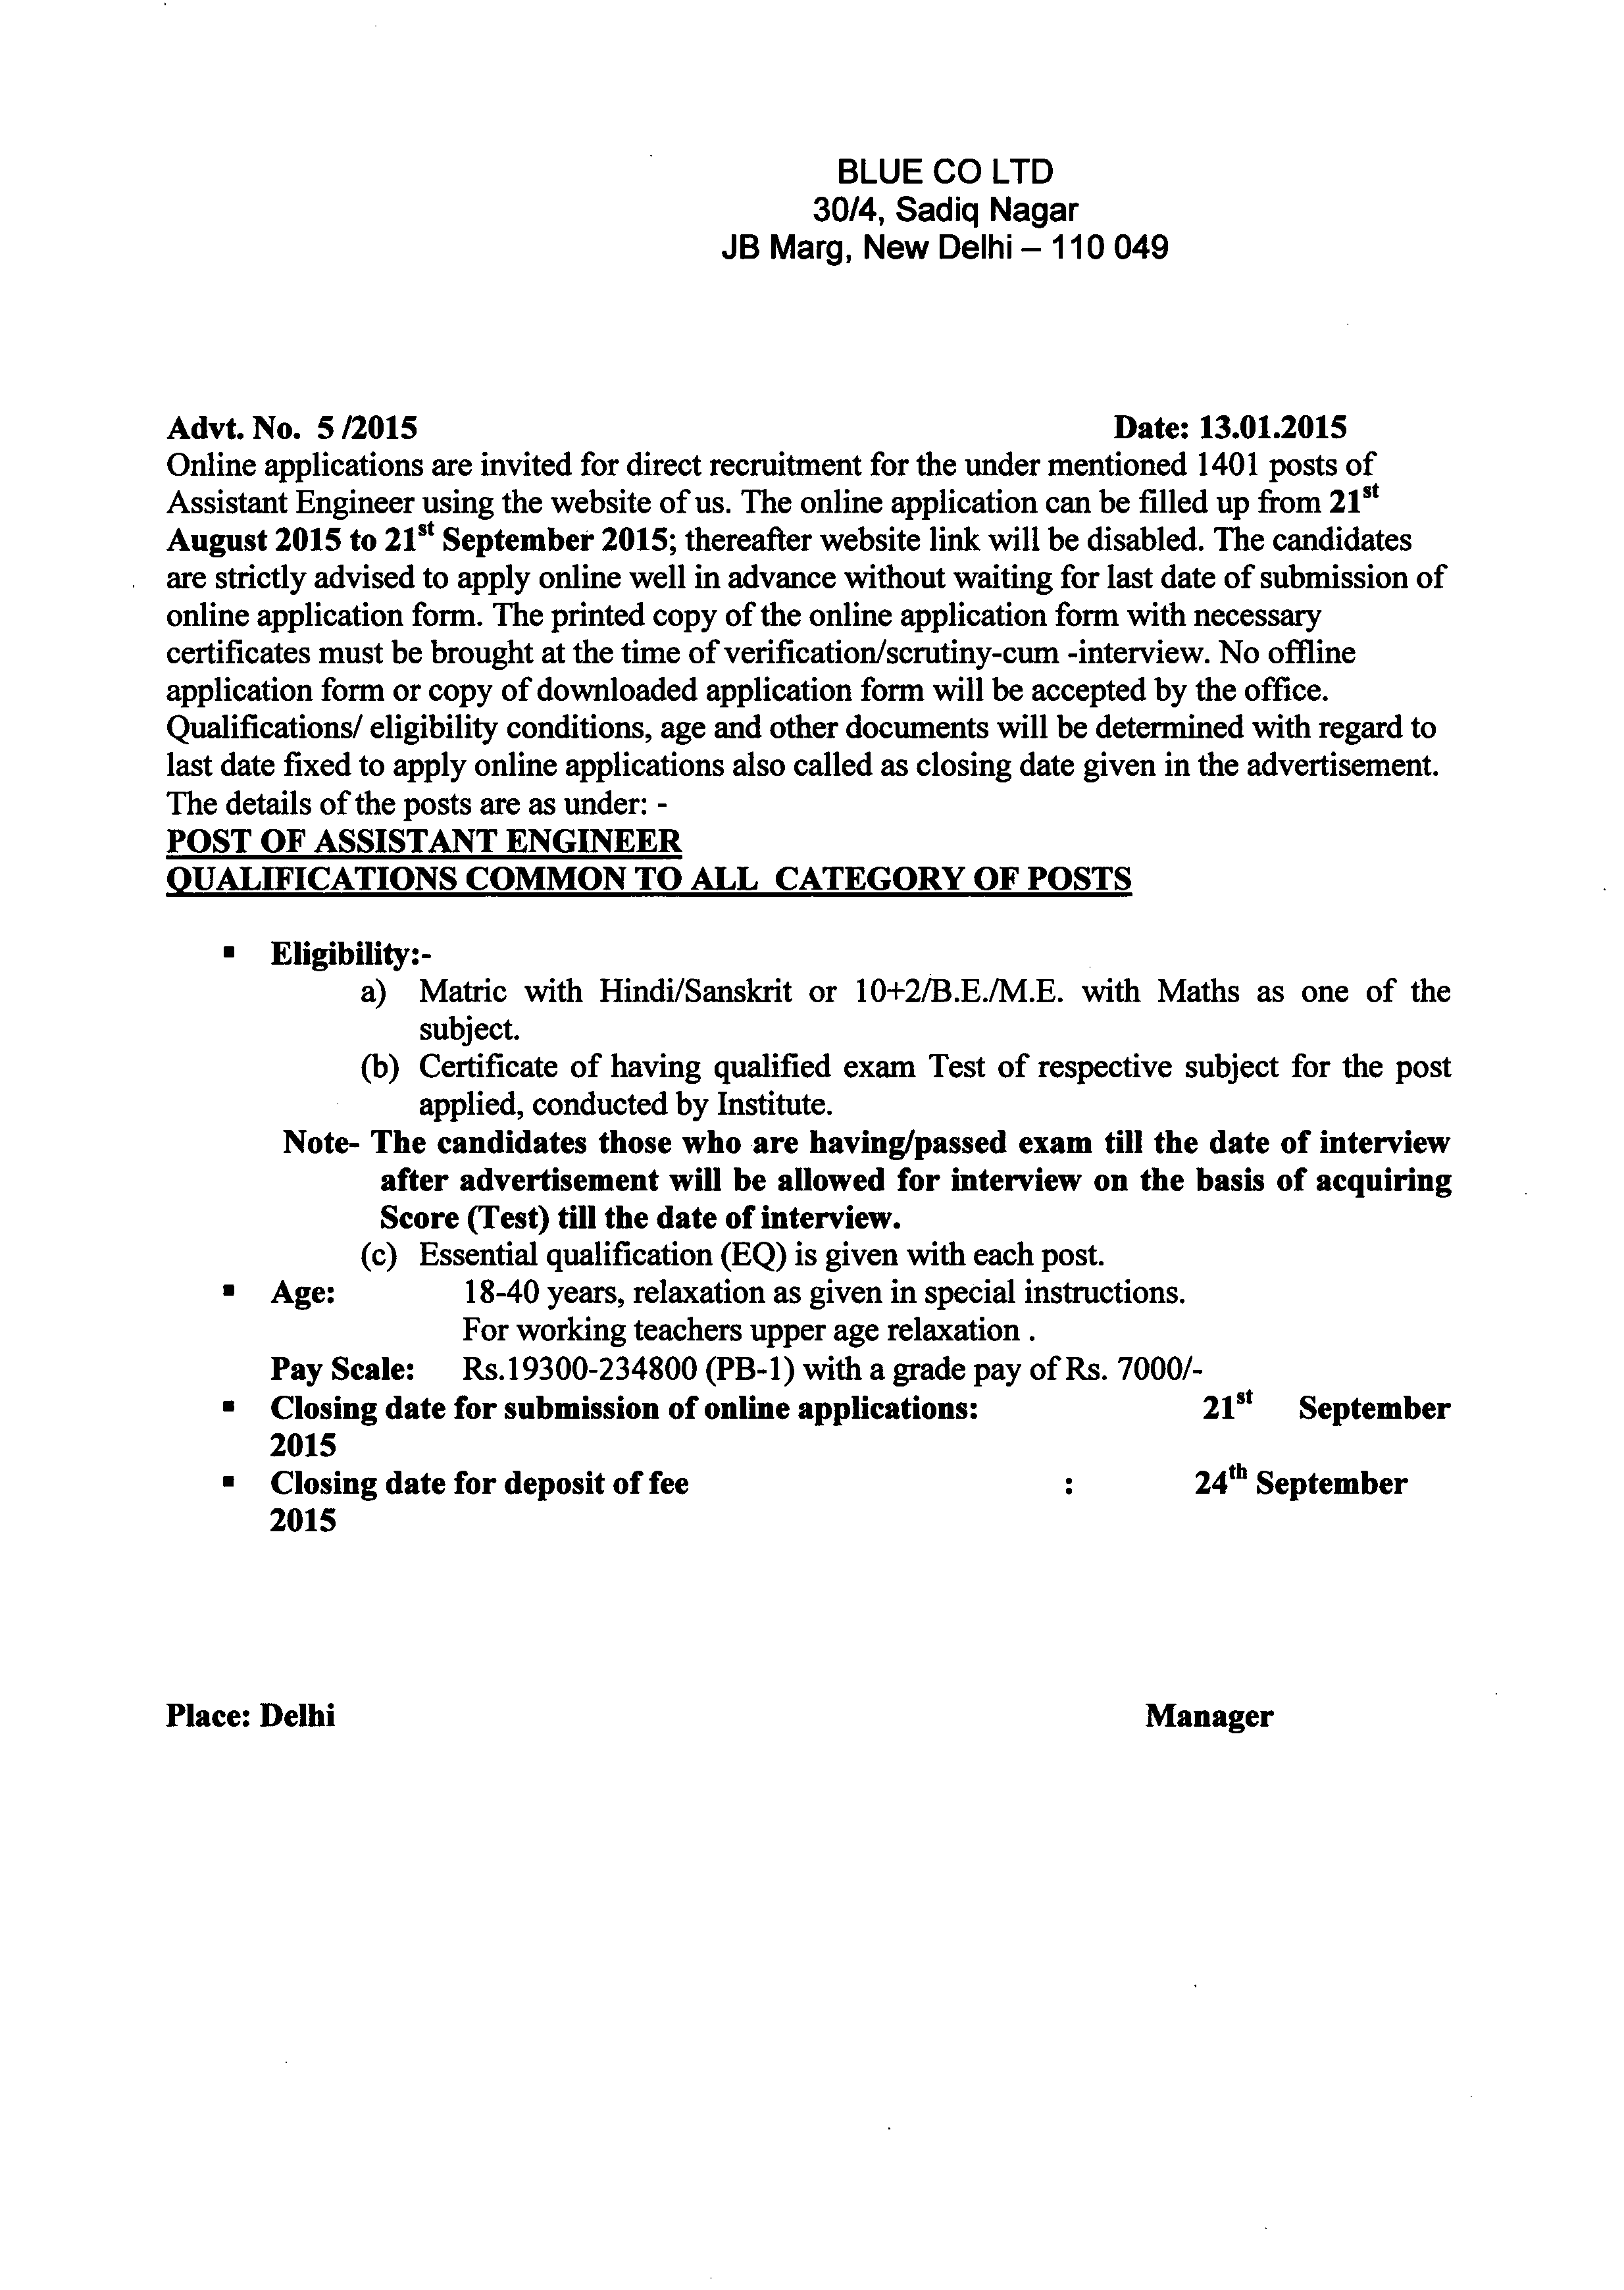 BLUE CO LTD
30/4, Sadiq Nagar
JB Marg, New Delhi – 110 049
Advt. No. 5 /2015 Date: 13.01.2015
Online applications are invited for direct recruitment for the under mentioned 1401 posts of
Assistant Engineer using the website of us. The online application can be filled up from 21st
August 2015 to 21st September 2015; thereafter website link will be disabled. The candidates
are strictly advised to apply online well in advance without waiting for last date of submission of
online application form. The printed copy of the online application form with necessary
certificates must be brought at the time of verification/scrutiny-cum -interview. No offline
application form or copy of downloaded application form will be accepted by the office.
Qualifications/ eligibility conditions, age and other documents will be determined with regard to
last date fixed to apply online applications also called as closing date given in the advertisement.
The details of the posts are as under: -
POST OF ASSISTANT ENGINEER
QUALIFICATIONS COMMON TO ALL CATEGORY OF POSTS
▪ Eligibility:-
a) Matric with Hindi/Sanskrit or 10+2/B.E./M.E. with Maths as one of the
subject.
(b) Certificate of having qualified exam Test of respective subject for the post
applied, conducted by Institute.
Note- The candidates those who are having/passed exam till the date of interview
after advertisement will be allowed for interview on the basis of acquiring
Score (Test) till the date of interview.
(c) Essential qualification (EQ) is given with each post.
▪ Age: 18-40 years, relaxation as given in special instructions.
For working teachers upper age relaxation .
Pay Scale: Rs.19300-234800 (PB-1) with a grade pay of Rs. 7000/-
▪ Closing date for submission of online applications: 21st September
2015
▪ Closing date for deposit of fee : 24th September
2015
Place: Delhi Manager